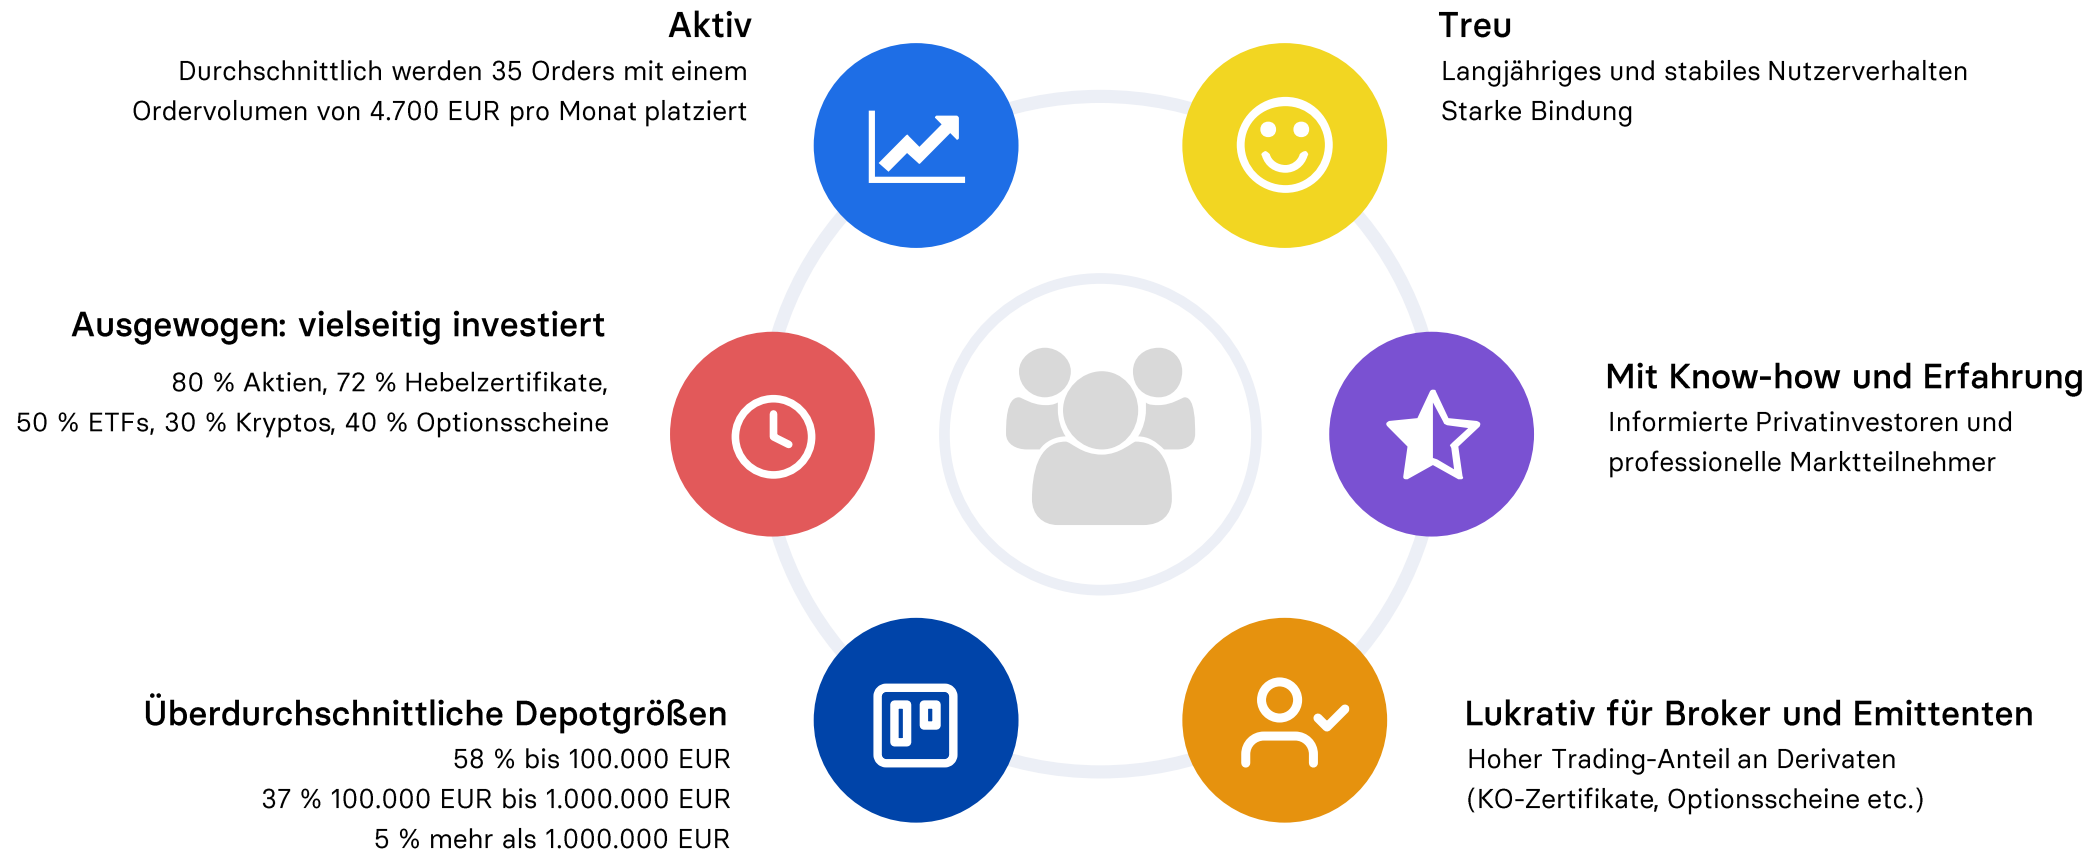 Aktiv
Durchschnittlich werden 35 Orders mit einem
Ordervolumen von 4.700 EUR pro Monat platziert
Treu
Langjähriges und stabiles Nutzerverhalten
Starke Bindung
Ausgewogen: vielseitig investiert
80 % Aktien, 72 % Hebelzertifikate,
50 % ETFs, 30 % Kryptos, 40 % Optionsscheine
Mit Know-how und Erfahrung
Informierte Privatinvestoren und
professionelle Marktteilnehmer
Überdurchschnittliche Depotgrößen
58 % bis 100.000 EUR
37 % 100.000 EUR bis 1.000.000 EUR
5 % mehr als 1.000.000 EUR
Lukrativ für Broker und Emittenten
Hoher Trading-Anteil an Derivaten
(KO-Zertifikate, Optionsscheine etc.)